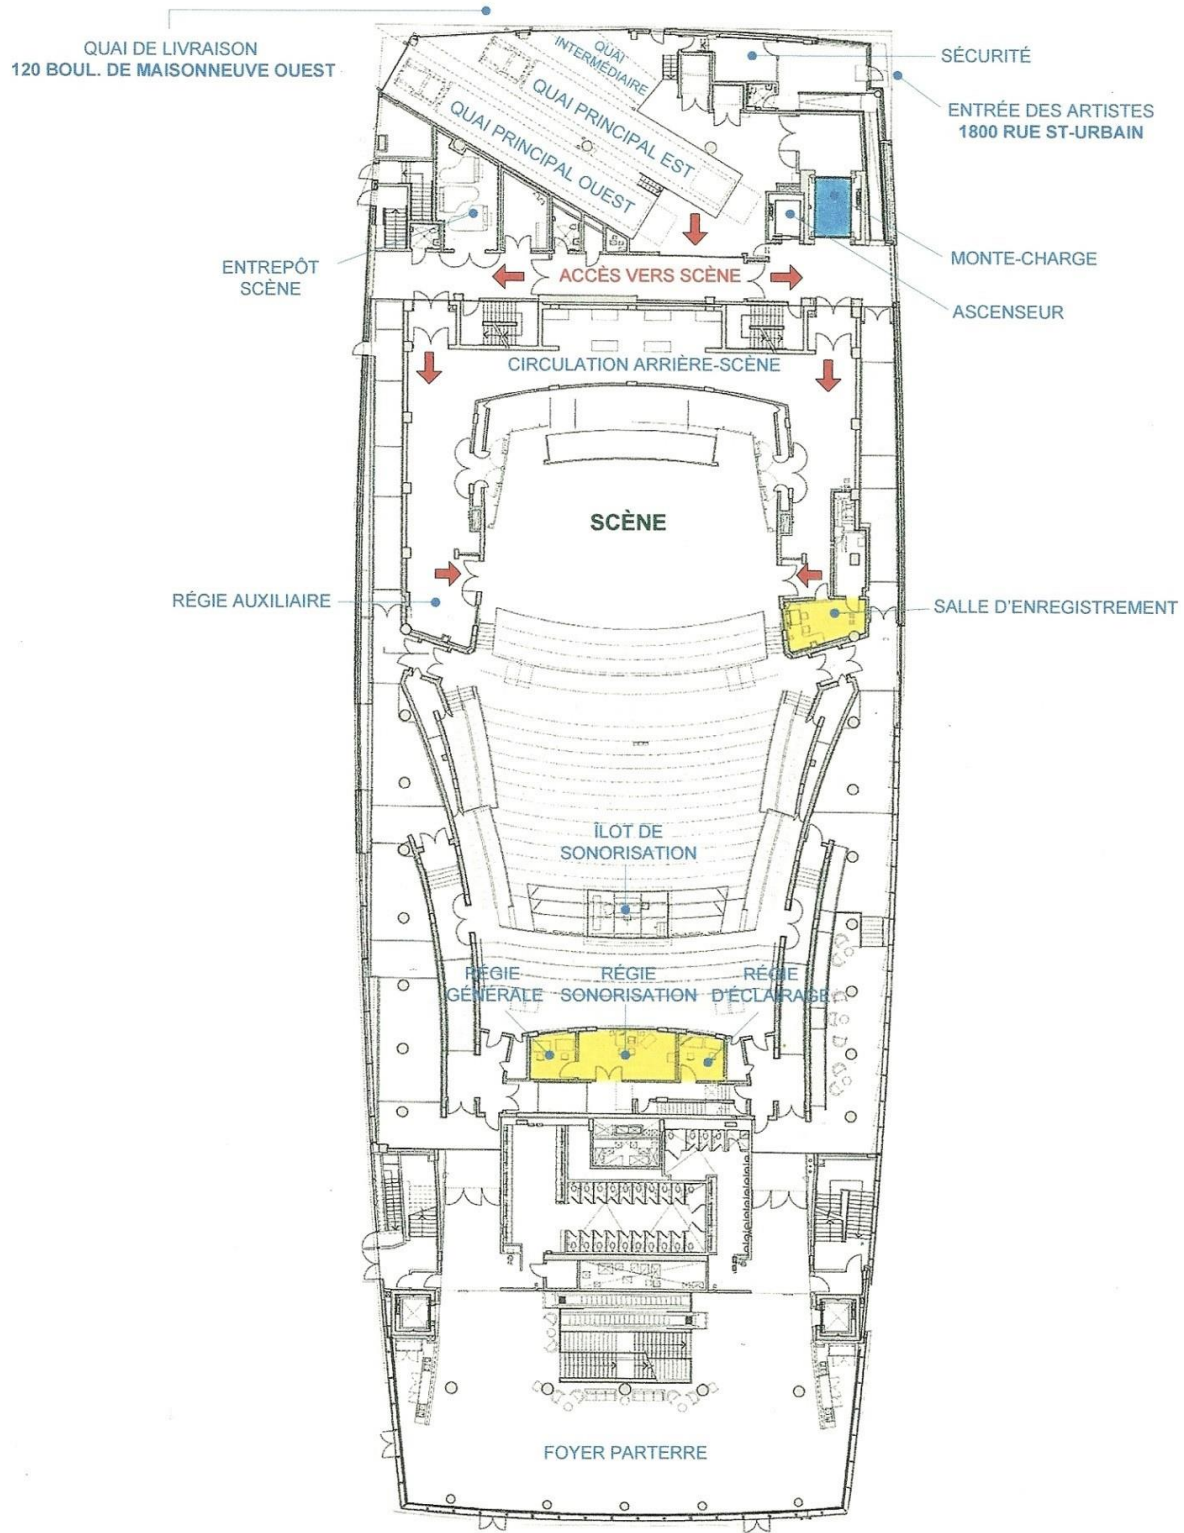 QUAI DE LIVRAISON
120 BOUL. DE MAISONNEUVE OUEST
QUAI
INTERMÉDIAIRE
QUAI PRINCIPAL EST
QUAI PRINCIPAL OUEST
SÉCURITÉ
ENTRÉE DES ARTISTES
1800 RUE ST-URBAIN
ENTREPÔT
SCÈNE
ACCÈS VERS SCÈNE
MONTE-CHARGE
ASCENSEUR
CIRCULATION ARRIÈRE-SCÈNE
SCÈNE
RÉGIE AUXILIAIRE
SALLE D'ENREGISTREMENT
ÎLOT DE
SONORISATION
RÉGIE
GÉNÉRALE
RÉGIE
SONORISATION
RÉGIE
D'ÉCLAIRAGE
FOYER PARTERRE